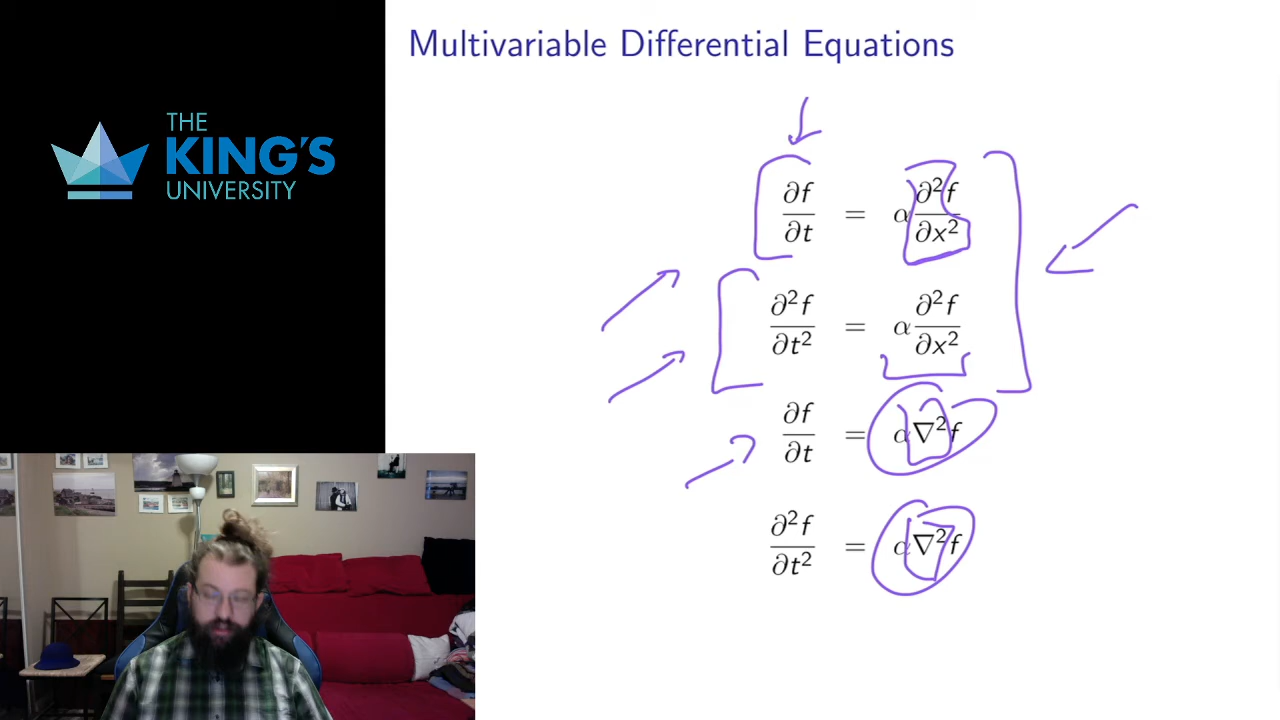 THE
KING'S
UNIVERSITY
Multivariable Differential Equations
∂f/∂t = α ∂²f/∂x²
∂²f/∂t² = α ∂²f/∂x²
∂f/∂t = α∇²f
∂²f/∂t² = α∇²f